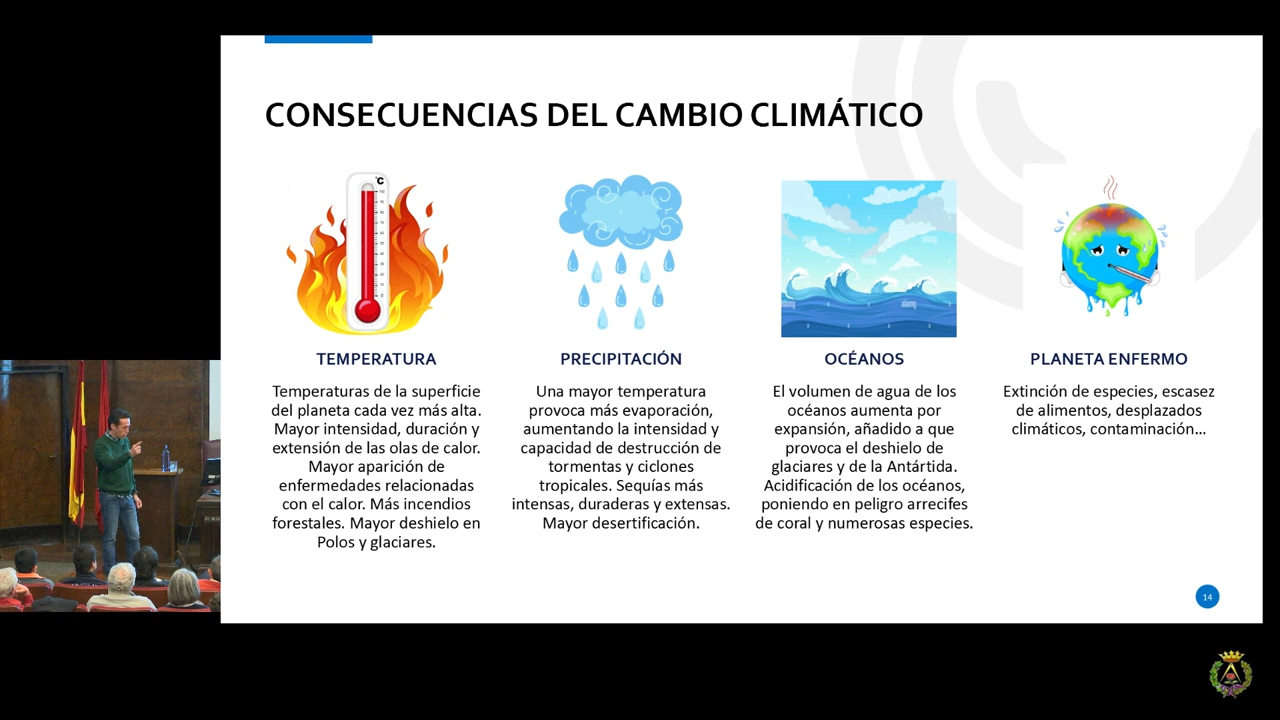 CONSECUENCIAS DEL CAMBIO CLIMÁTICO
°C
TEMPERATURA
Temperaturas de la superficie
del planeta cada vez más alta.
Mayor intensidad, duración y
extensión de las olas de calor.
Mayor aparición de
enfermedades relacionadas
con el calor. Más incendios
forestales. Mayor deshielo en
Polos y glaciares.
PRECIPITACIÓN
Una mayor temperatura
provoca más evaporación,
aumentando la intensidad y
capacidad de destrucción de
tormentas y ciclones
tropicales. Sequías más
intensas, duraderas y extensas.
Mayor desertificación.
OCÉANOS
El volumen de agua de los
océanos aumenta por
expansión, añadido a que
provoca el deshielo de
glaciares y de la Antártida.
Acidificación de los océanos,
poniendo en peligro arrecifes
de coral y numerosas especies.
PLANETA ENFERMO
Extinción de especies, escasez
de alimentos, desplazados
climáticos, contaminación...
14